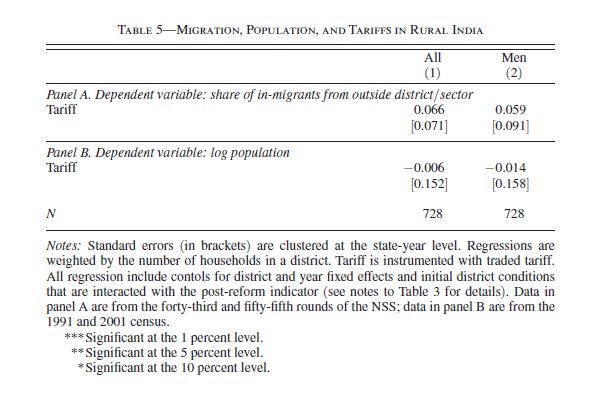 TABLE 5—MIGRATION, POPULATION, AND TARIFFS IN RURAL INDIA
All Men
(1) (2)
Panel A. Dependent variable: share of in-migrants from outside district/sector
Tariff 0.066 0.059
[0.071] [0.091]
Panel B. Dependent variable: log population
Tariff −0.006 −0.014
[0.152] [0.158]
N 728 728
Notes: Standard errors (in brackets) are clustered at the state-year level. Regressions are
weighted by the number of households in a district. Tariff is instrumented with traded tariff.
All regression include contols for district and year fixed effects and initial district conditions
that are interacted with the post-reform indicator (see notes to Table 3 for details). Data in
panel A are from the forty-third and fifty-fifth rounds of the NSS; data in panel B are from the
1991 and 2001 census.
***Significant at the 1 percent level.
**Significant at the 5 percent level.
*Significant at the 10 percent level.